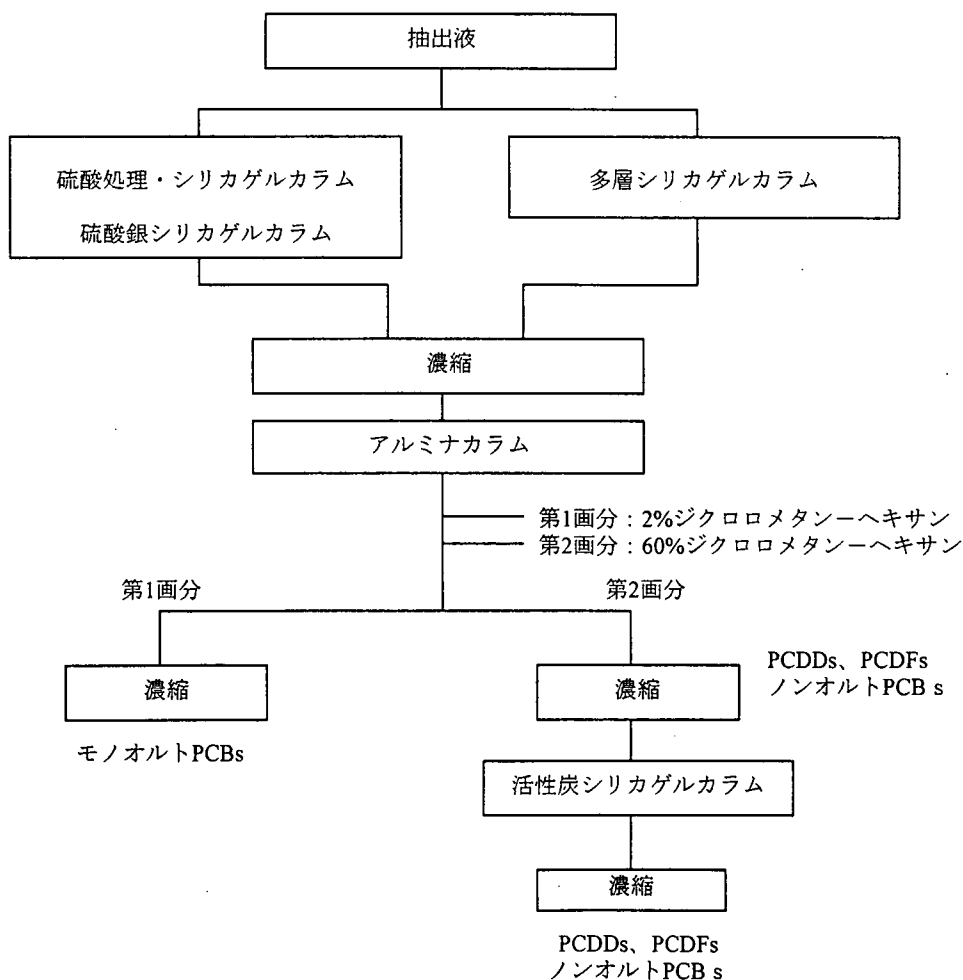 抽出液
硫酸処理・シリカゲルカラム
硫酸銀シリカゲルカラム
多層シリカゲルカラム
濃縮
アルミナカラム
第1画分:2%ジクロロメタンーヘキサン
第2画分:60%ジクロロメタンーヘキサン
第1画分
第2画分
濃縮
モノオルトPCBs
濃縮
PCDDs、PCDFs
ノンオルトPCB s
活性炭シリカゲルカラム
濃縮
PCDDs、PCDFs
ノンオルトPCB s